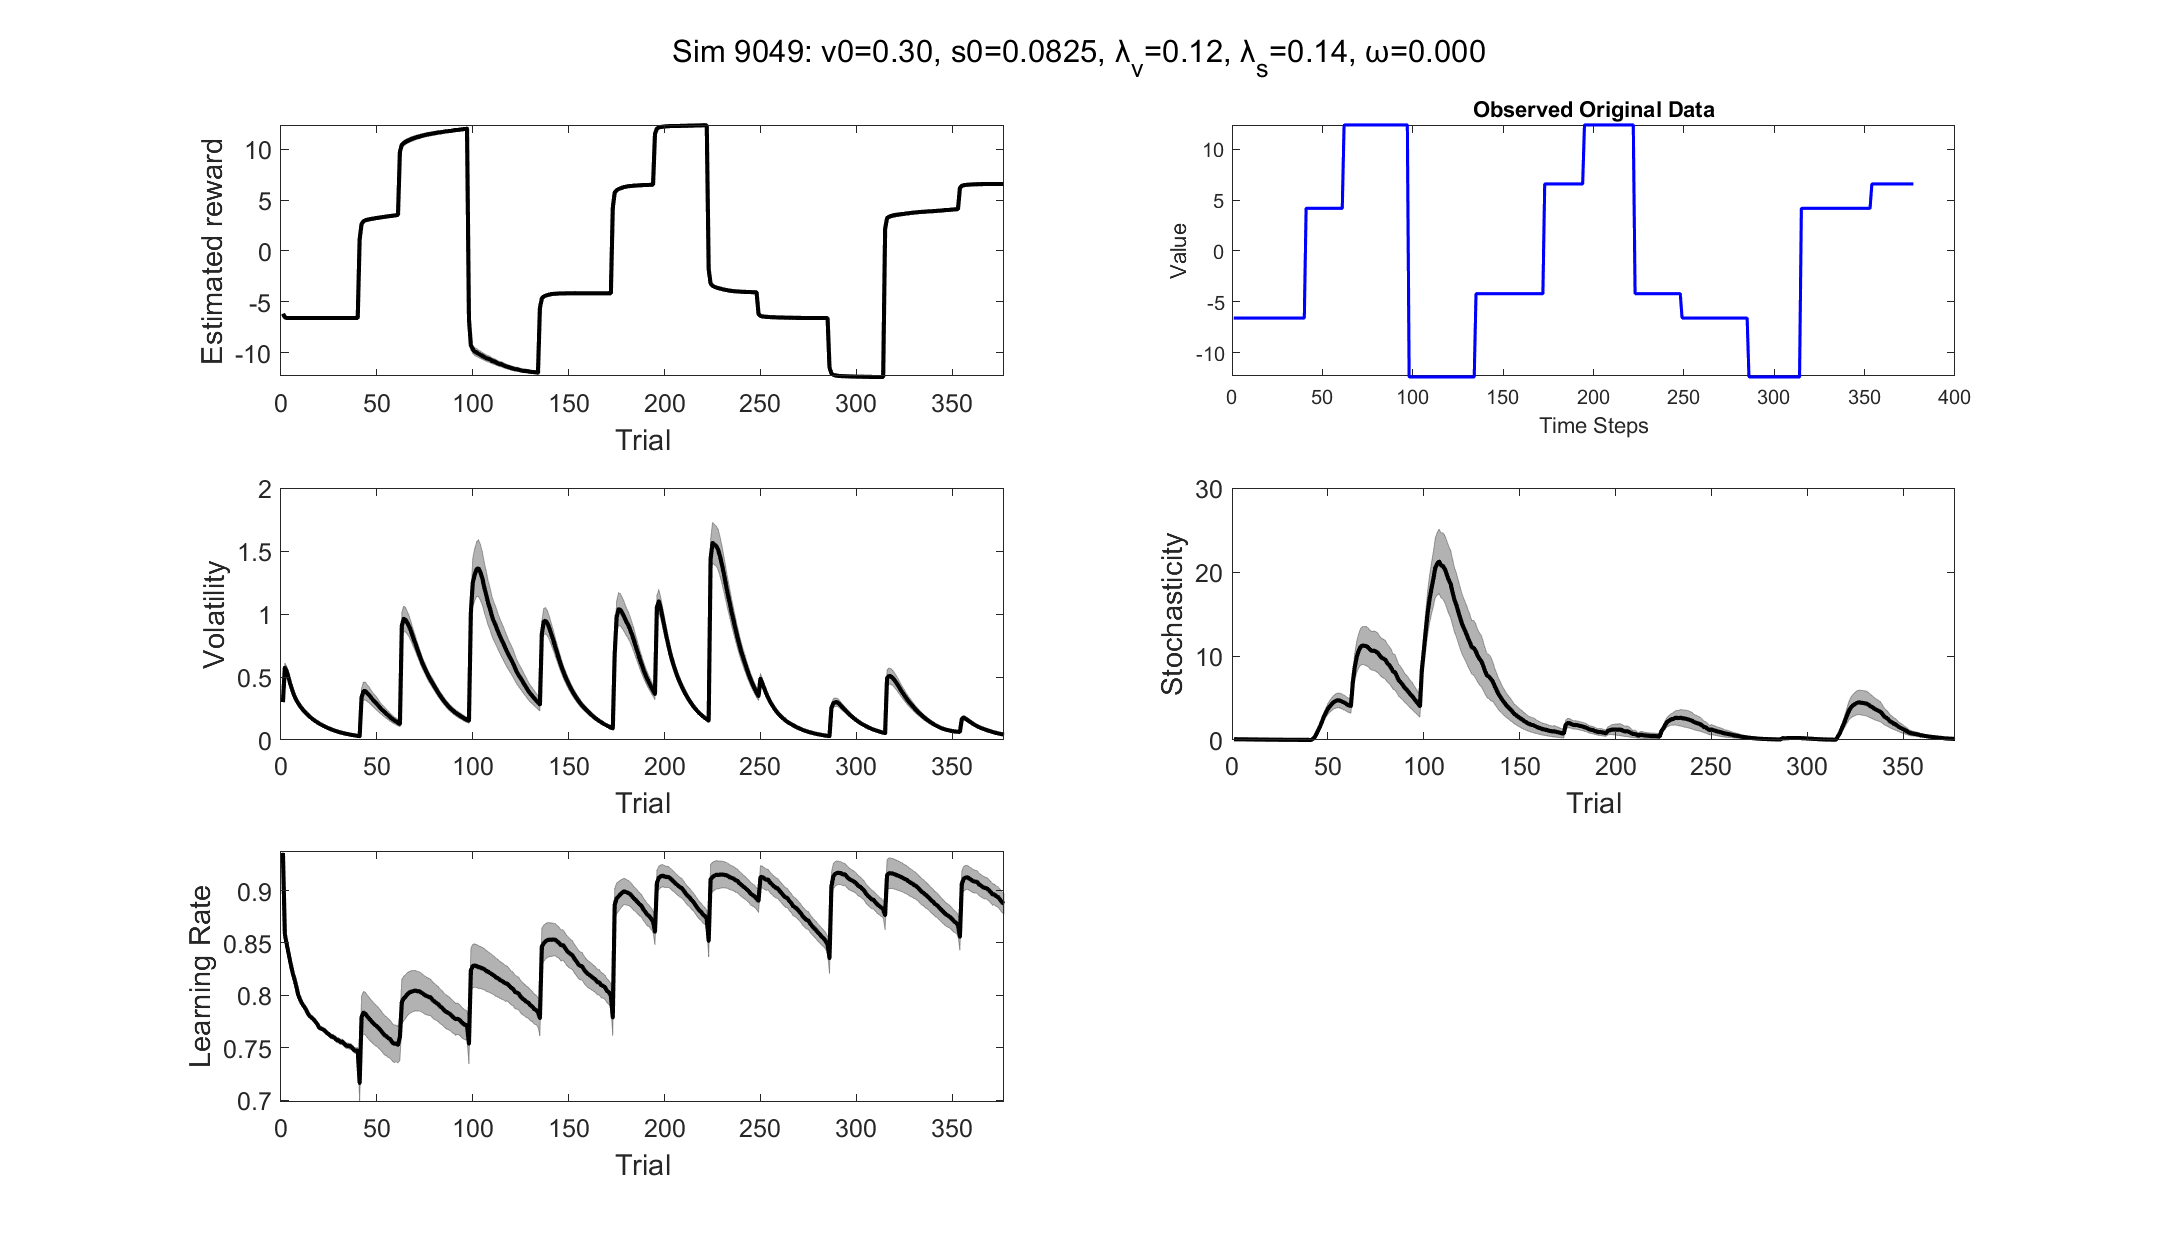 Sim 9049: v0=0.30, s0=0.0825, λ_v=0.12, λ_s=0.14, ω=0.000
Estimated reward
10
5
0
-5
-10
0 50 100 150 200 250 300 350
Trial
Observed Original Data
Value
10
5
0
-5
-10
0 50 100 150 200 250 300 350 400
Time Steps
Volatility
2
1.5
1
0.5
0
0 50 100 150 200 250 300 350
Trial
Stochasticity
30
20
10
0
0 50 100 150 200 250 300 350
Trial
Learning Rate
0.9
0.85
0.8
0.75
0.7
0 50 100 150 200 250 300 350
Trial